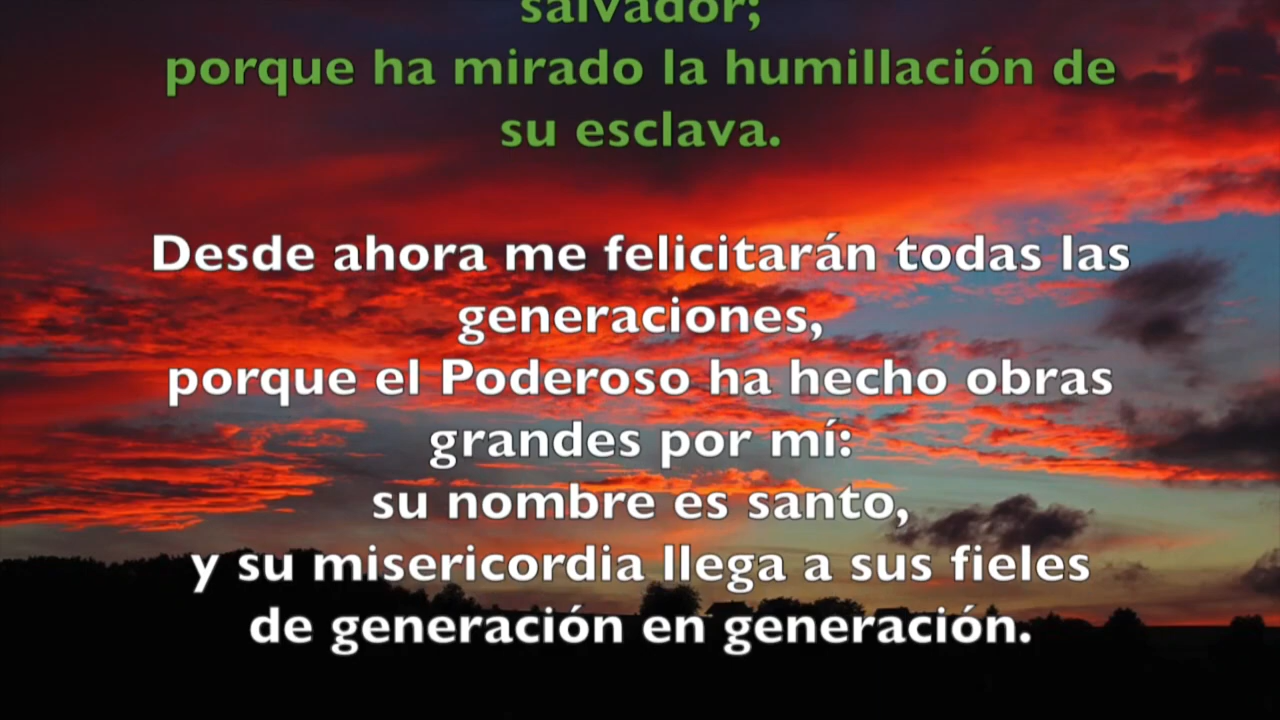 salvador;
porque ha mirado la humillación de
su esclava.
Desde ahora me felicitarán todas las
generaciones,
porque el Poderoso ha hecho obras
grandes por mí:
su nombre es santo,
y su misericordia llega a sus fieles
de generación en generación.